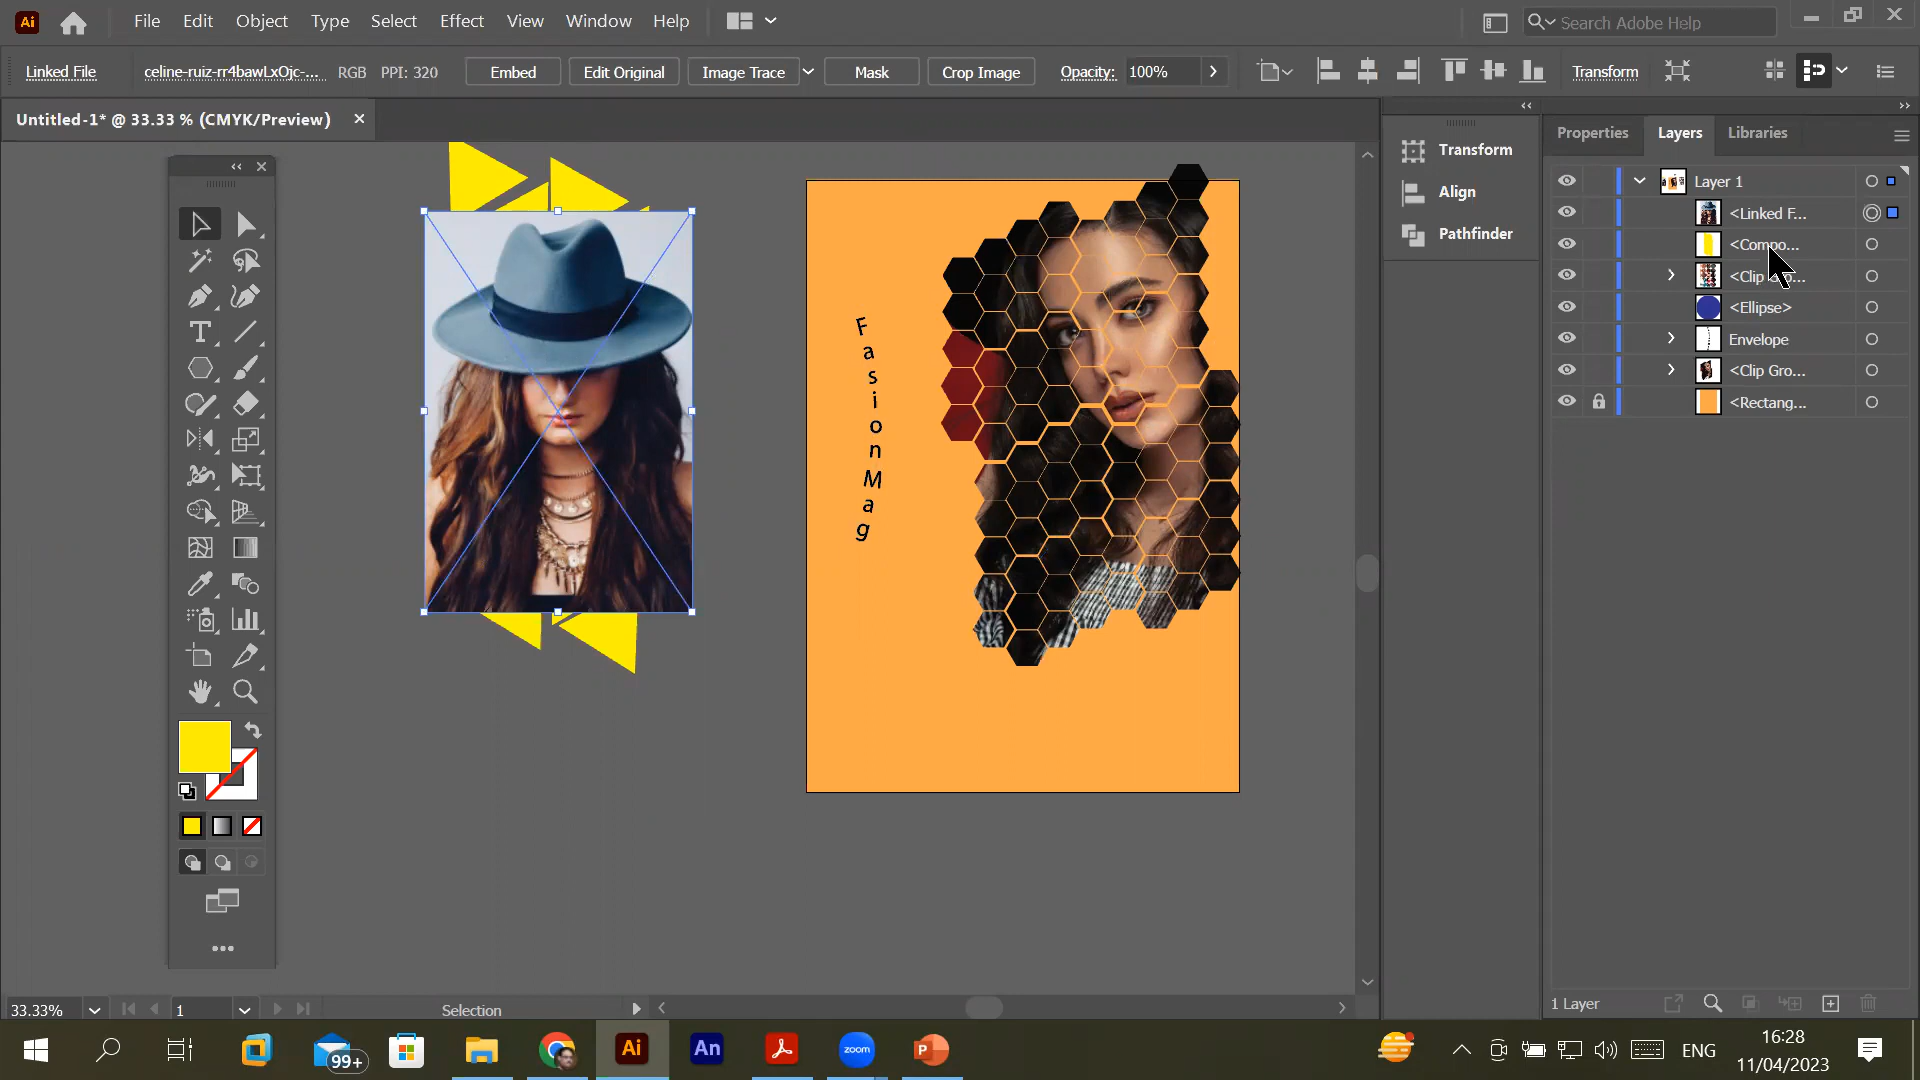 Ai
File Edit Object Type Select Effect View Window Help
Search Adobe Help
Linked File celine-ruiz-rr4bawLxOjc-... RGB PPI: 320 Embed Edit Original Image Trace Mask Crop Image Opacity: 100% Transform
Untitled-1* @ 33.33 % (CMYK/Preview)
Properties Layers Libraries
Transform
Align
Pathfinder
Layer 1
<Linked F...
<Compo...
<Clip Gro...
<Ellipse>
Envelope
<Clip Gro...
<Rectang...
F
a
s
i
o
n
M
a
g
33.33% 1 Selection
1 Layer
99+ Ai An zoom P ENG
16:28
11/04/2023